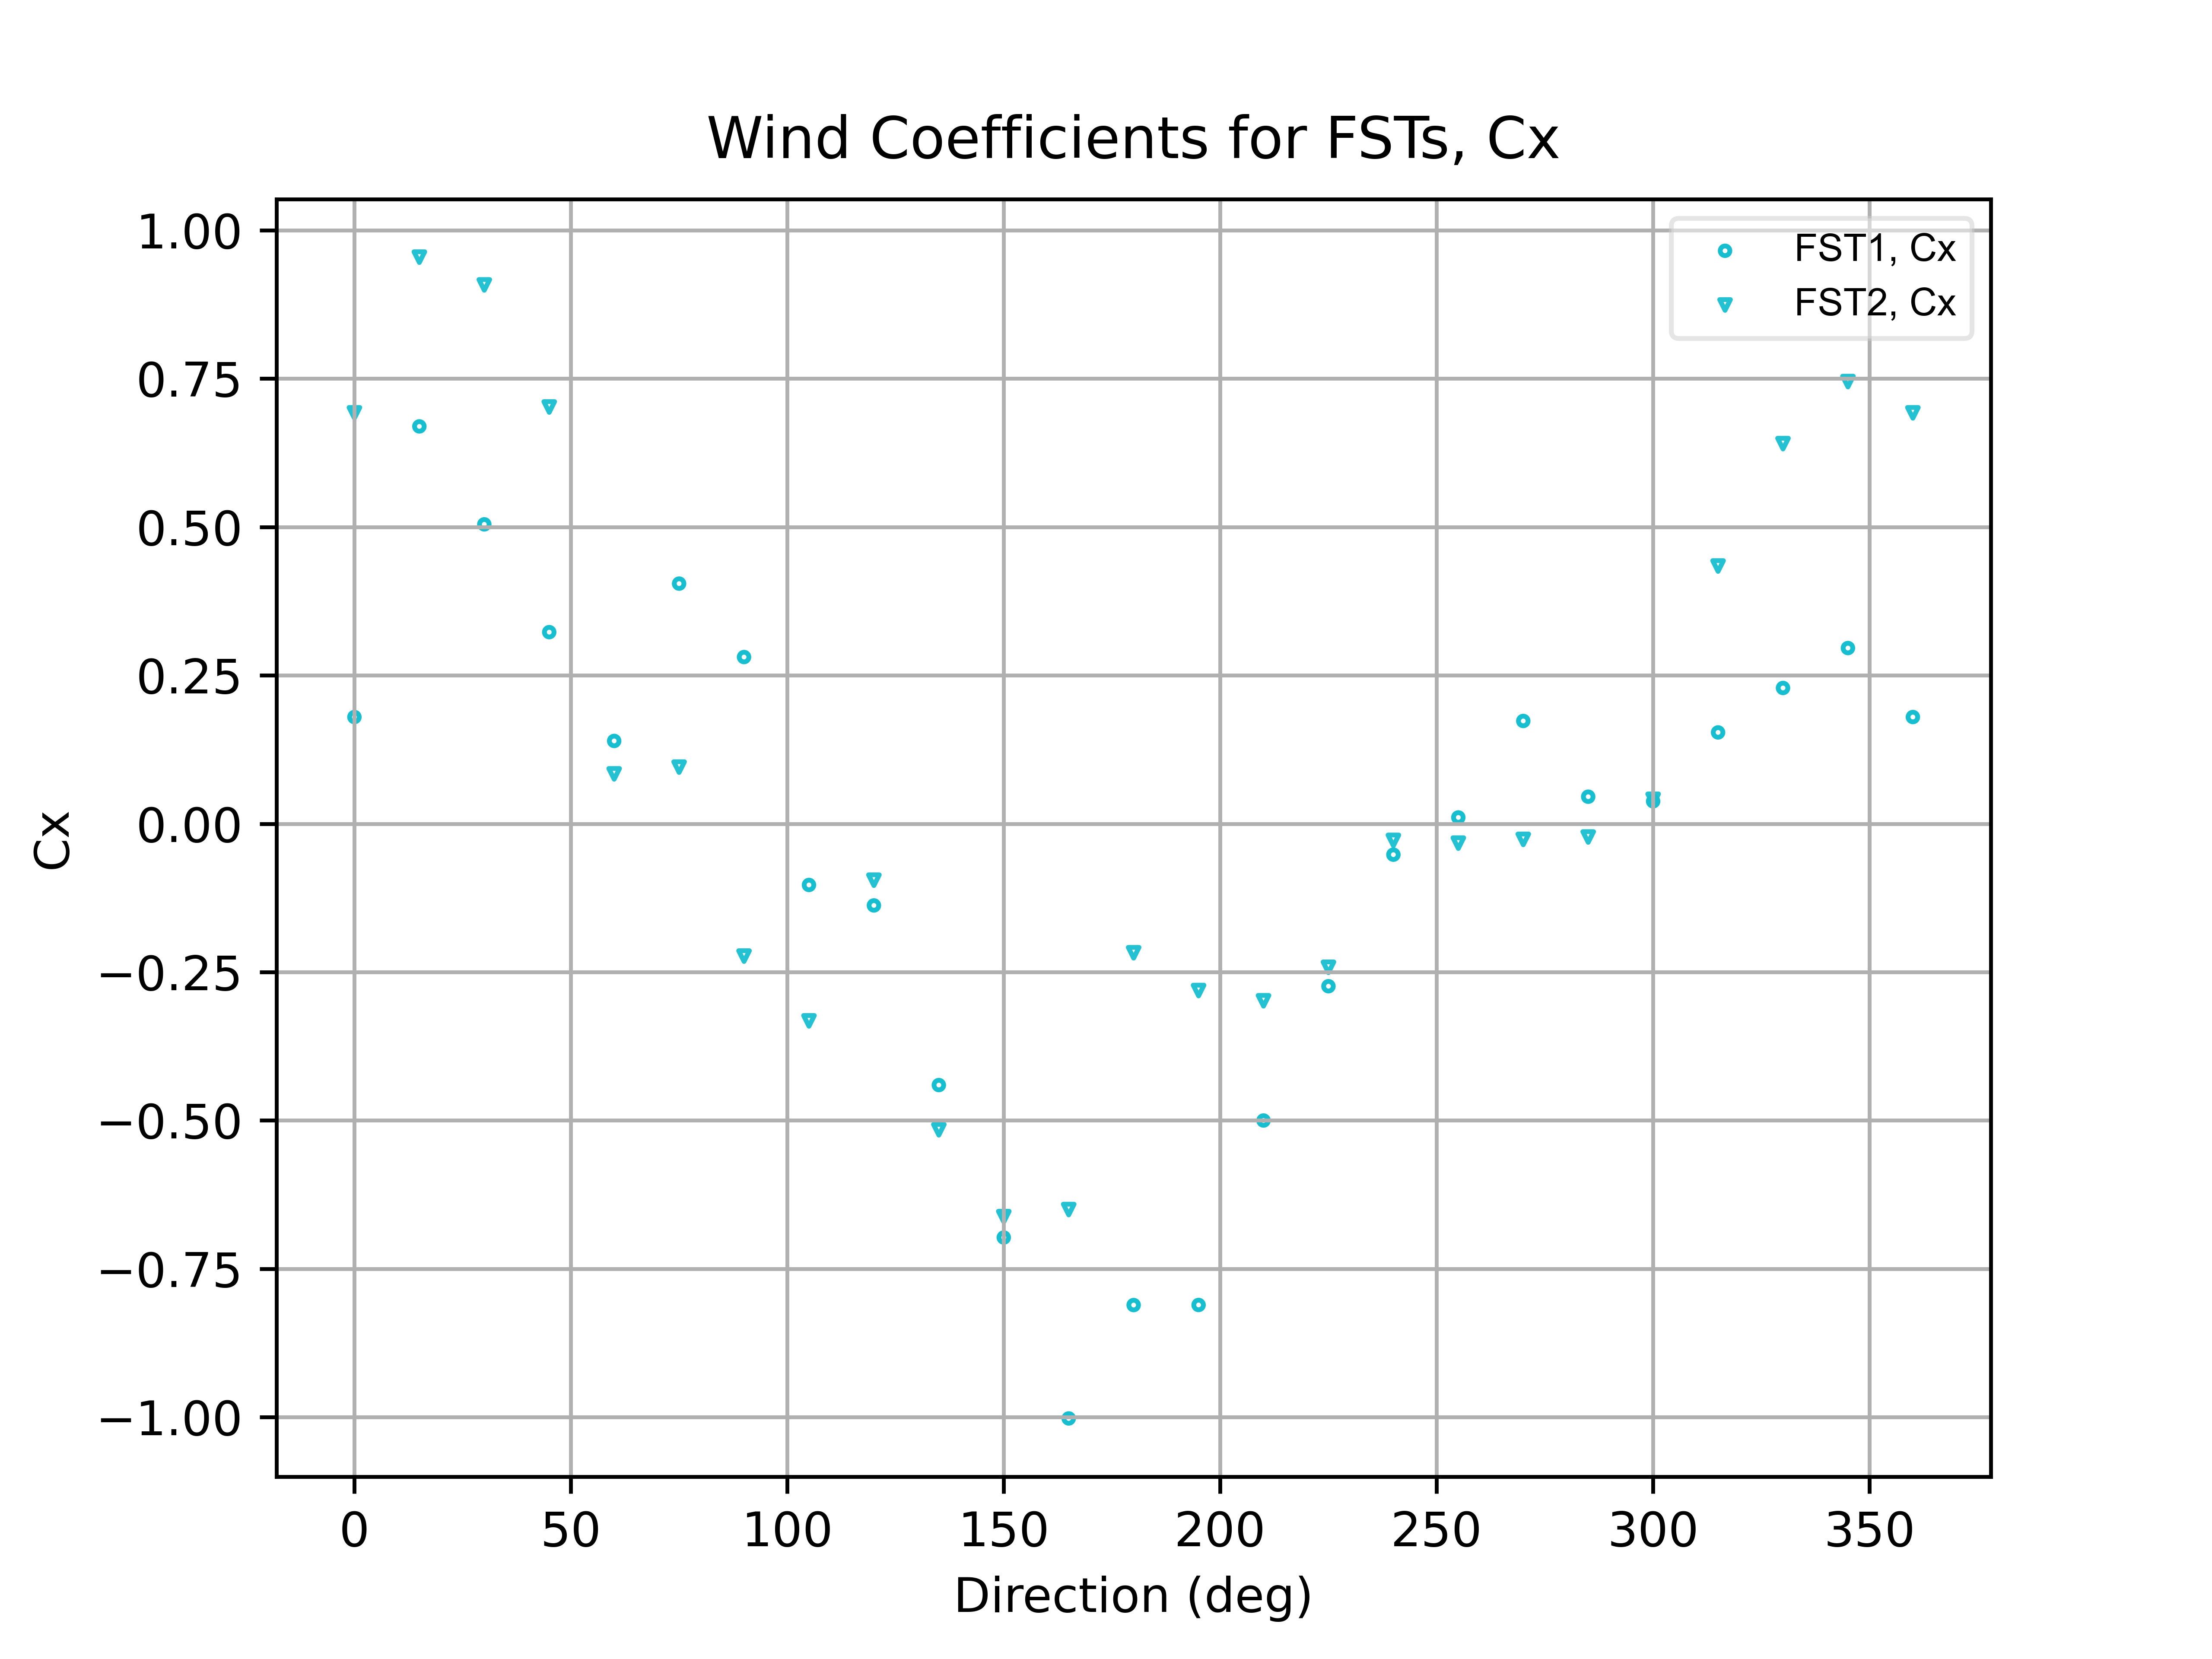 Wind Coefficients for FSTs, Cx
1.00
0.75
0.50
0.25
0.00
−0.25
−0.50
−0.75
−1.00
Cx
FST1, Cx
FST2, Cx
0 50 100 150 200 250 300 350
Direction (deg)